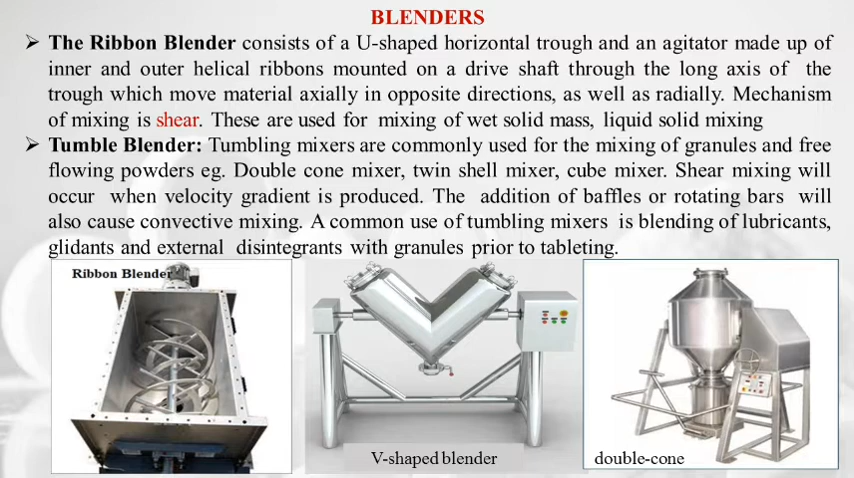 BLENDERS
➢ The Ribbon Blender consists of a U-shaped horizontal trough and an agitator made up of
inner and outer helical ribbons mounted on a drive shaft through the long axis of the
trough which move material axially in opposite directions, as well as radially. Mechanism
of mixing is shear. These are used for mixing of wet solid mass, liquid solid mixing
➢ Tumble Blender: Tumbling mixers are commonly used for the mixing of granules and free
flowing powders eg. Double cone mixer, twin shell mixer, cube mixer. Shear mixing will
occur when velocity gradient is produced. The addition of baffles or rotating bars will
also cause convective mixing. A common use of tumbling mixers is blending of lubricants,
glidants and external disintegrants with granules prior to tableting.
Ribbon Blender
V-shaped blender
double-cone